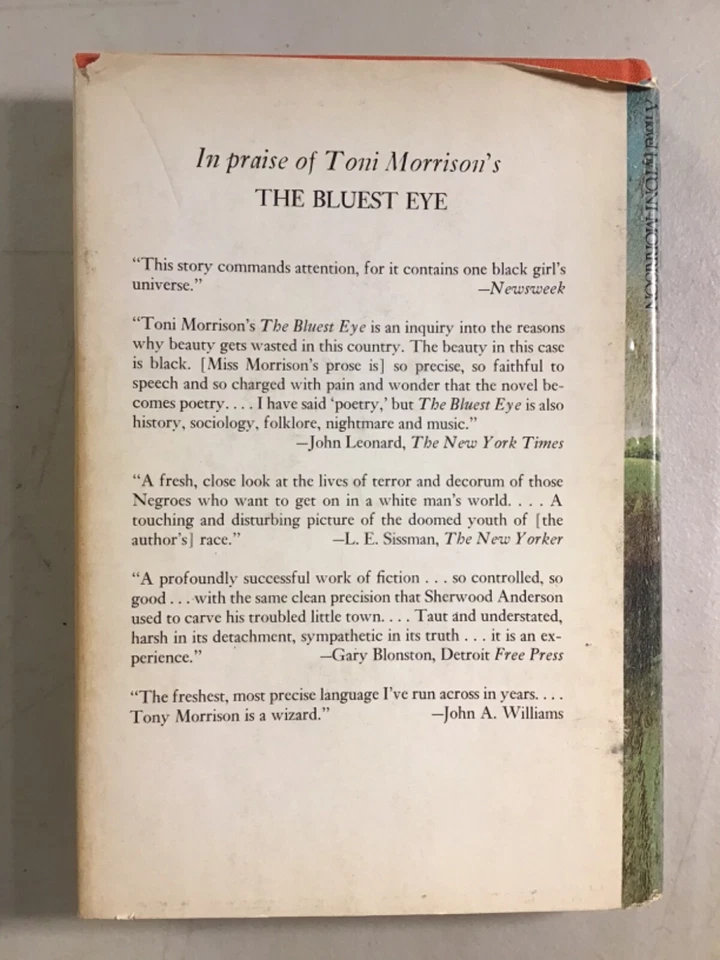 In praise of Toni Morrison's
THE BLUEST EYE
“This story commands attention, for it contains one black girl's
universe.” —Newsweek
“Toni Morrison's The Bluest Eye is an inquiry into the reasons
why beauty gets wasted in this country. The beauty in this case
is black. [Miss Morrison's prose is] so precise, so faithful to
speech and so charged with pain and wonder that the novel be-
comes poetry. . . . I have said ‘poetry,’ but The Bluest Eye is also
history, sociology, folklore, nightmare and music.”
—John Leonard, The New York Times
“A fresh, close look at the lives of terror and decorum of those
Negroes who want to get on in a white man's world. . . . A
touching and disturbing picture of the doomed youth of [the
author's] race.” —L. E. Sissman, The New Yorker
“A profoundly successful work of fiction . . . so controlled, so
good . . . with the same clean precision that Sherwood Anderson
used to carve his troubled little town. . . . Taut and understated,
harsh in its detachment, sympathetic in its truth . . . it is an ex-
perience.” —Gary Blonston, Detroit Free Press
“The freshest, most precise language I've run across in years. . . .
Tony Morrison is a wizard.” —John A. Williams
A novel by TONI MORRISON